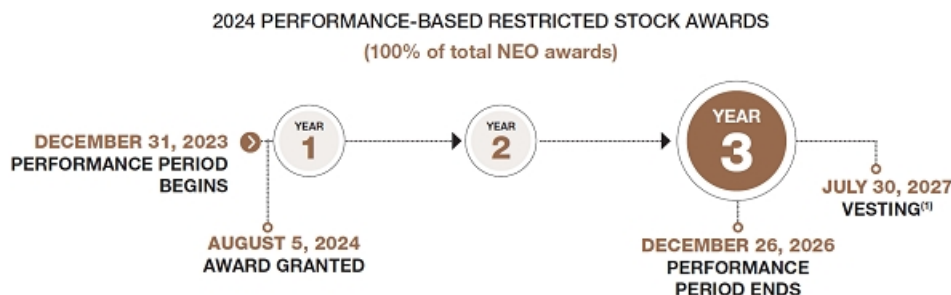 2024 PERFORMANCE-BASED RESTRICTED STOCK AWARDS
(100% of total NEO awards)
DECEMBER 31, 2023
PERFORMANCE PERIOD
BEGINS
YEAR
1
AUGUST 5, 2024
AWARD GRANTED
YEAR
2
YEAR
3
DECEMBER 26, 2026
PERFORMANCE
PERIOD ENDS
JULY 30, 2027
VESTING⁽¹⁾